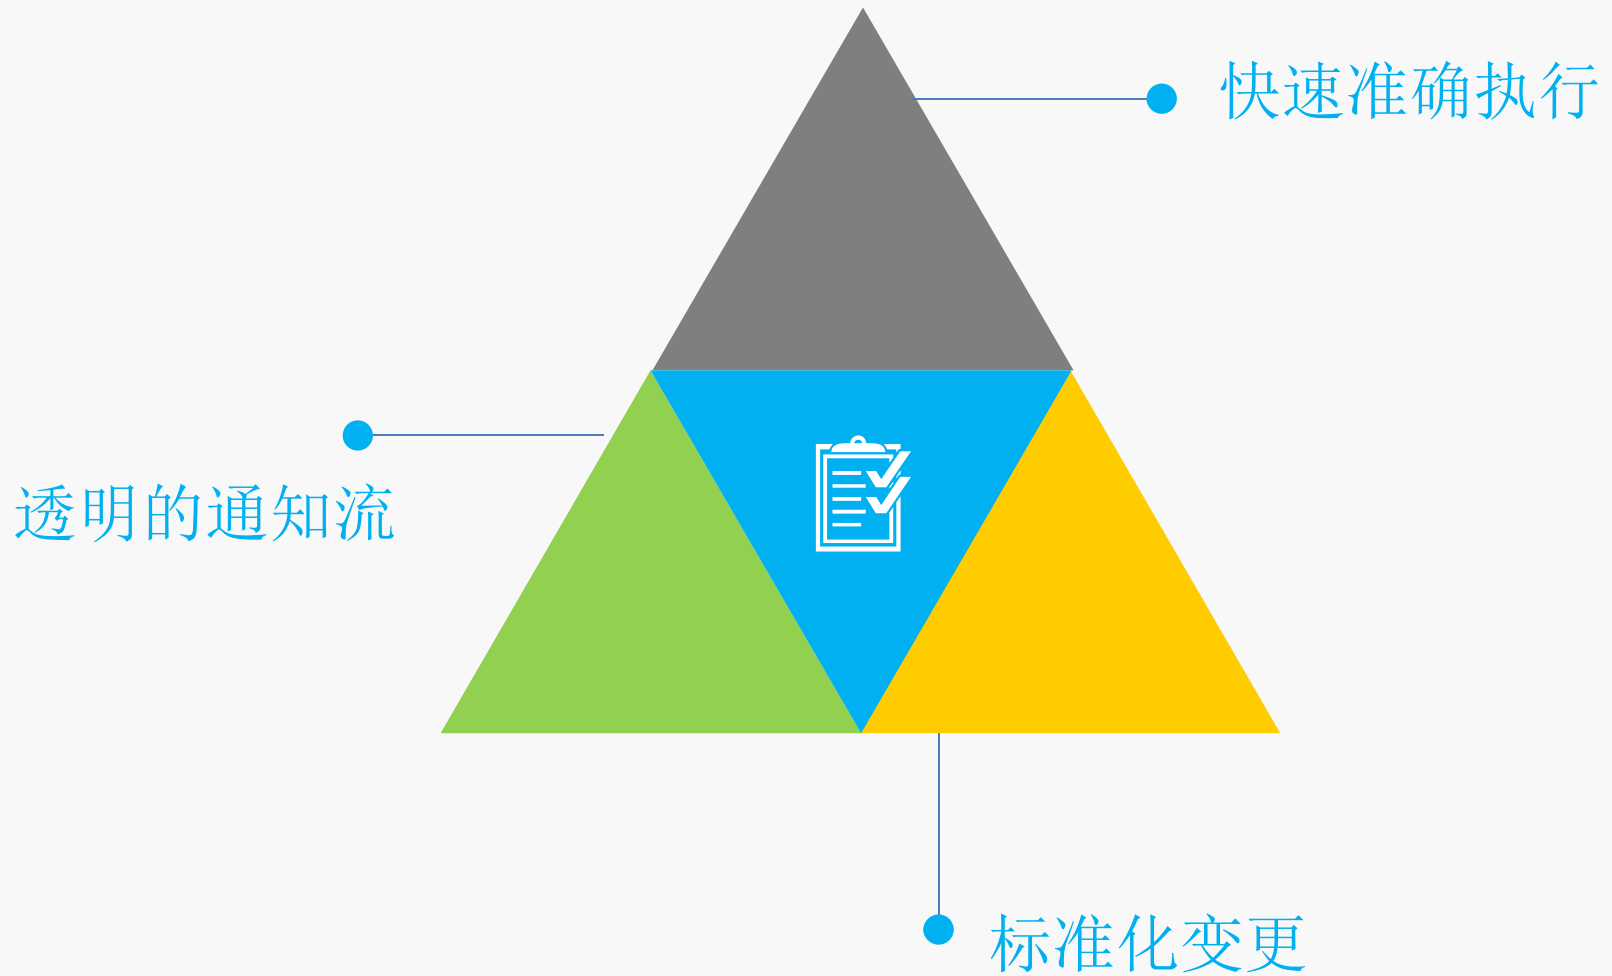 快速准确执行
透明的通知流
标准化变更